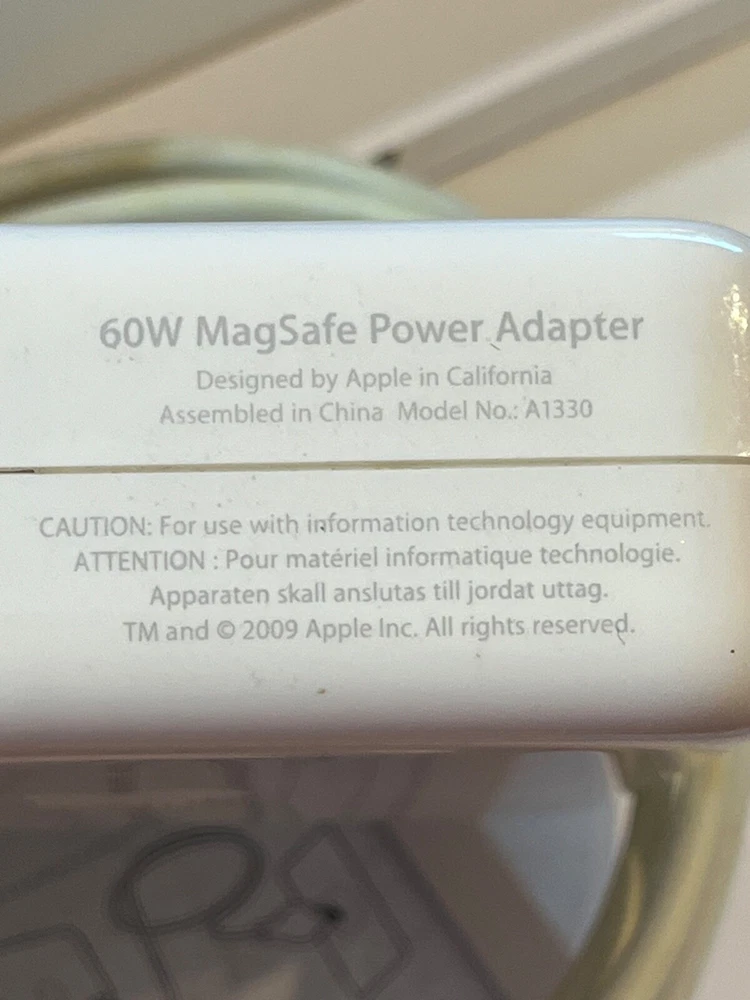 60W MagSafe Power Adapter
Designed by Apple in California
Assembled in China Model No.: A1330
CAUTION: For use with information technology equipment.
ATTENTION : Pour matériel informatique technologie.
Apparaten skall anslutas till jordat uttag.
TM and © 2009 Apple Inc. All rights reserved.